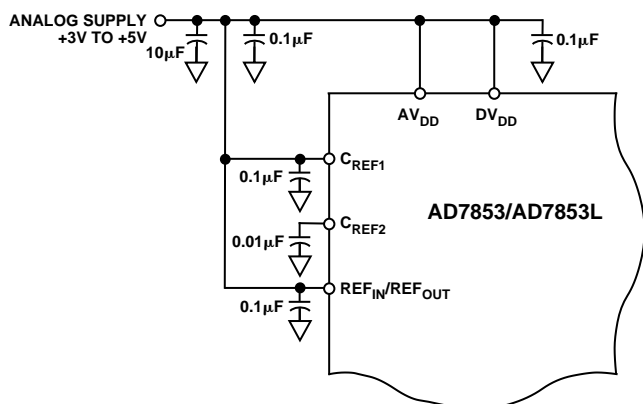 ANALOG SUPPLY
+3V TO +5V
10µF
0.1µF
0.1µF
AVDD
DVDD
CREF1
0.1µF
AD7853/AD7853L
CREF2
0.01µF
REFIN/REFOUT
0.1µF